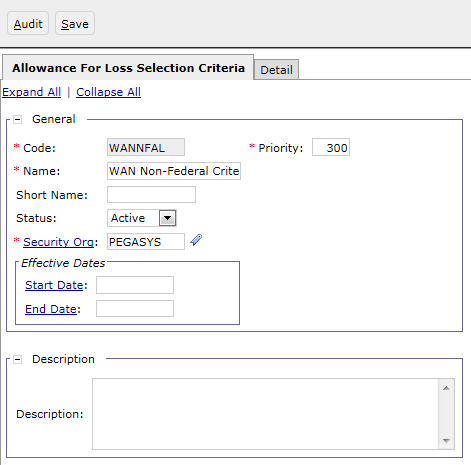 Audit Save
Allowance For Loss Selection Criteria Detail
Expand All | Collapse All
General
* Code: WANNFAL * Priority: 300
* Name: WAN Non-Federal Crite
Short Name:
Status: Active
* Security Org: PEGASYS
Effective Dates
Start Date:
End Date:
Description
Description: